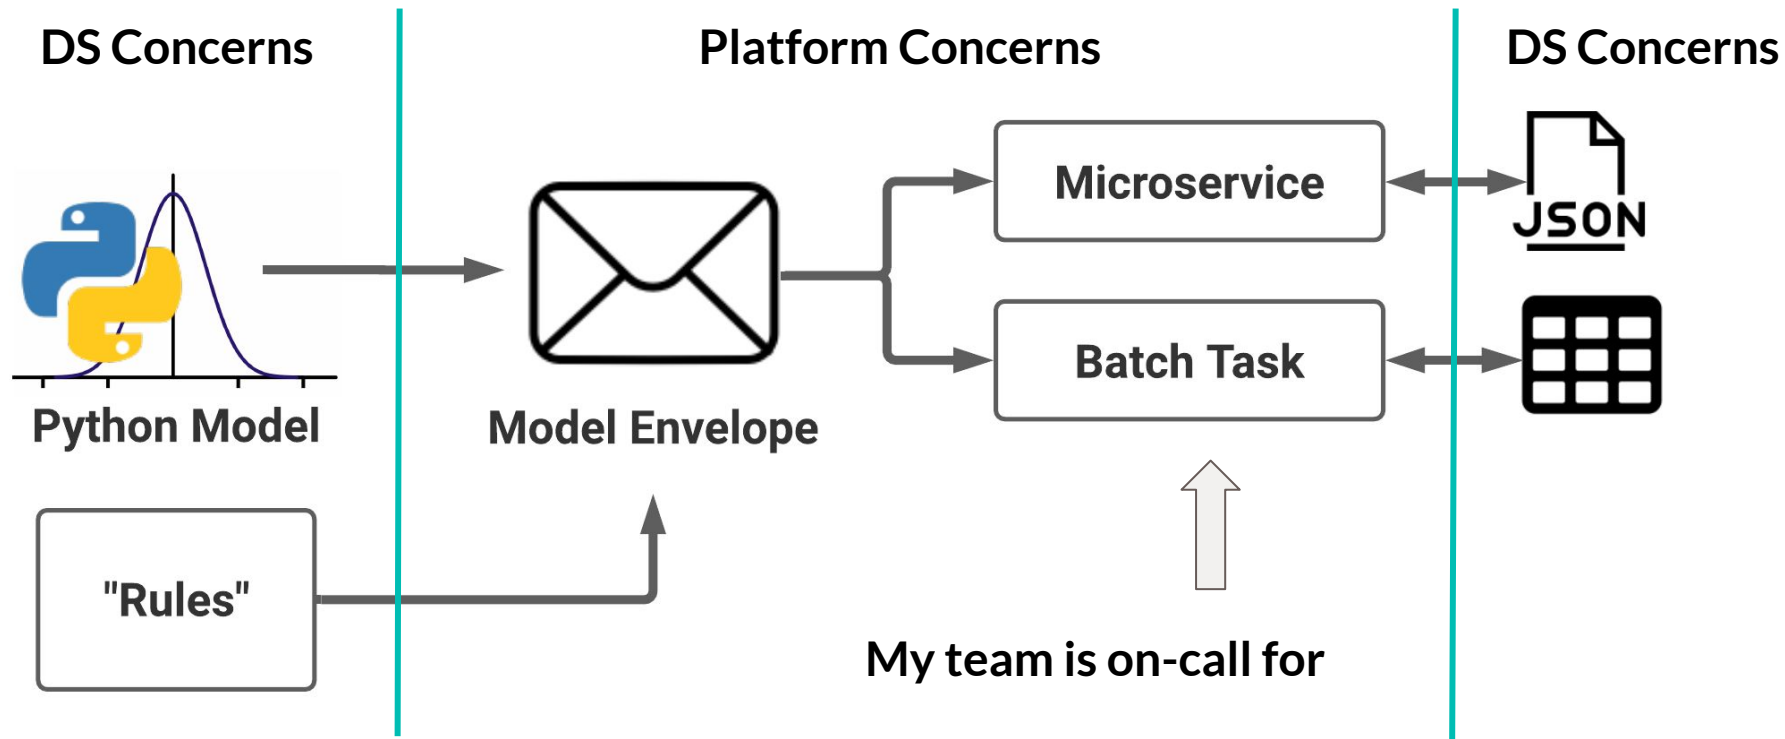 DS Concerns
Platform Concerns
DS Concerns
Microservice
JSON
Batch Task
Python Model
Model Envelope
"Rules"
My team is on-call for